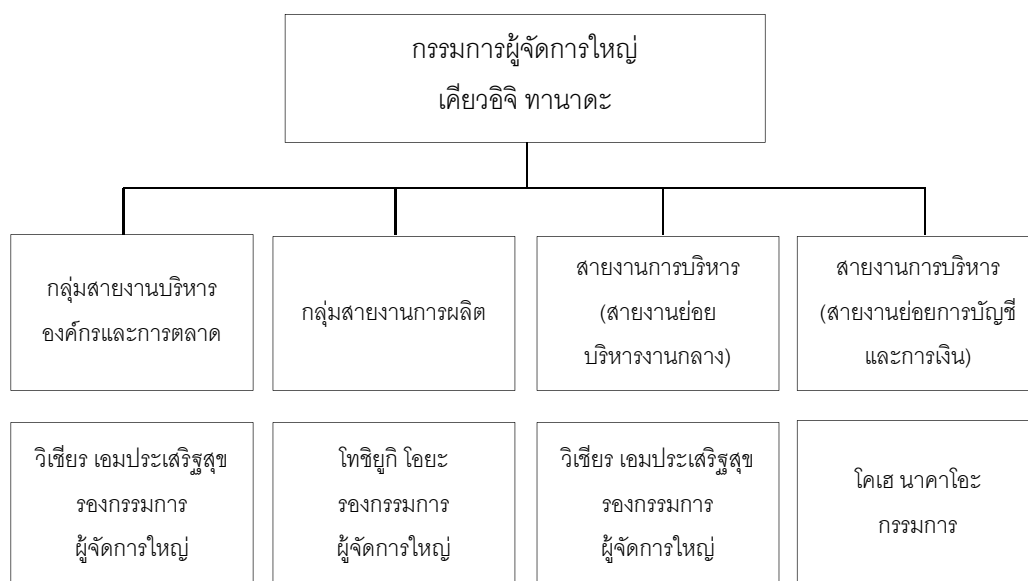 กรรมการผู้จัดการใหญ่
เคียวอิจิ ทานาดะ
กลุ่มสายงานบริหาร
องค์กรและการตลาด
กลุ่มสายงานการผลิต
สายงานการบริหาร
(สายงานย่อย
บริหารงานกลาง)
สายงานการบริหาร
(สายงานย่อยการบัญชี
และการเงิน)
วิเชียร เอมประเสริฐสุข
รองกรรมการ
ผู้จัดการใหญ่
โทชิยูกิ โอยะ
รองกรรมการ
ผู้จัดการใหญ่
วิเชียร เอมประเสริฐสุข
รองกรรมการ
ผู้จัดการใหญ่
โคเฮ นาคาโอะ
กรรมการ